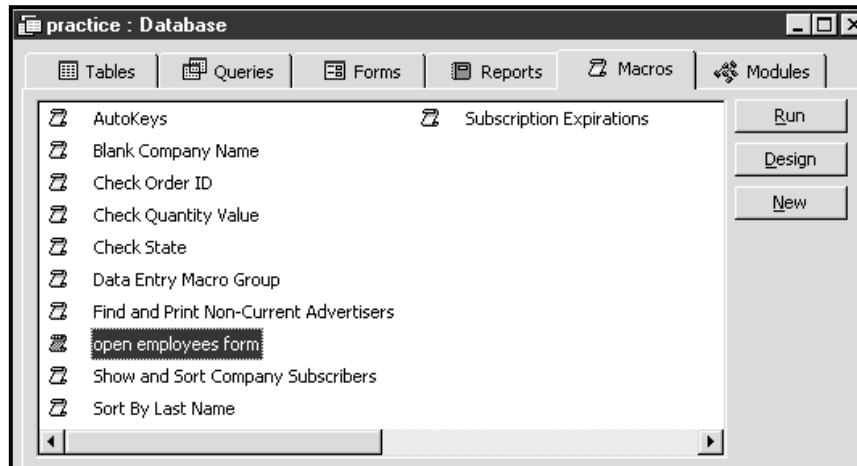 practice : Database
Tables Queries Forms Reports Macros Modules
AutoKeys
Blank Company Name
Check Order ID
Check Quantity Value
Check State
Data Entry Macro Group
Find and Print Non-Current Advertisers
open employees form
Show and Sort Company Subscribers
Sort By Last Name
Subscription Expirations
Run
Design
New